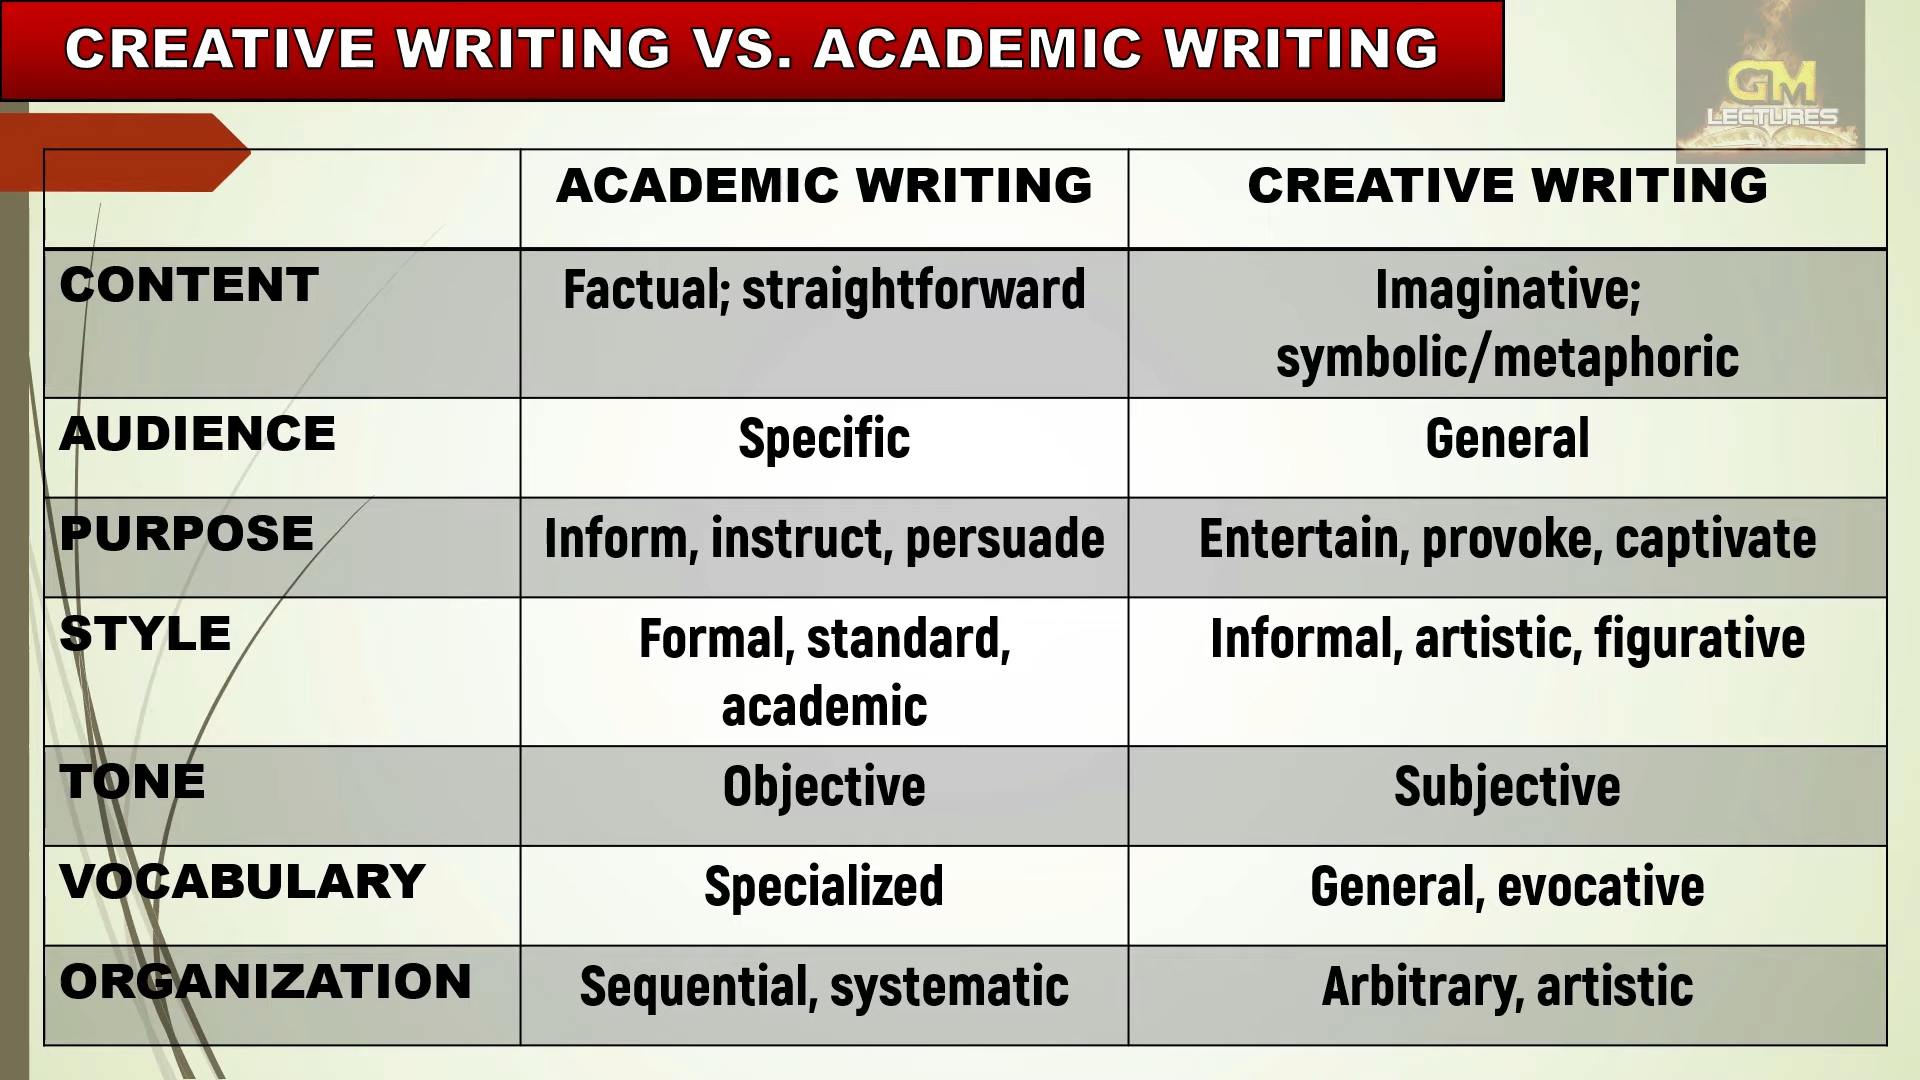 CREATIVE WRITING VS. ACADEMIC WRITING
GM
LECTURES
ACADEMIC WRITING
CREATIVE WRITING
CONTENT
Factual; straightforward
Imaginative;
symbolic/metaphoric
AUDIENCE
Specific
General
PURPOSE
Inform, instruct, persuade
Entertain, provoke, captivate
STYLE
Formal, standard,
academic
Informal, artistic, figurative
TONE
Objective
Subjective
VOCABULARY
Specialized
General, evocative
ORGANIZATION
Sequential, systematic
Arbitrary, artistic